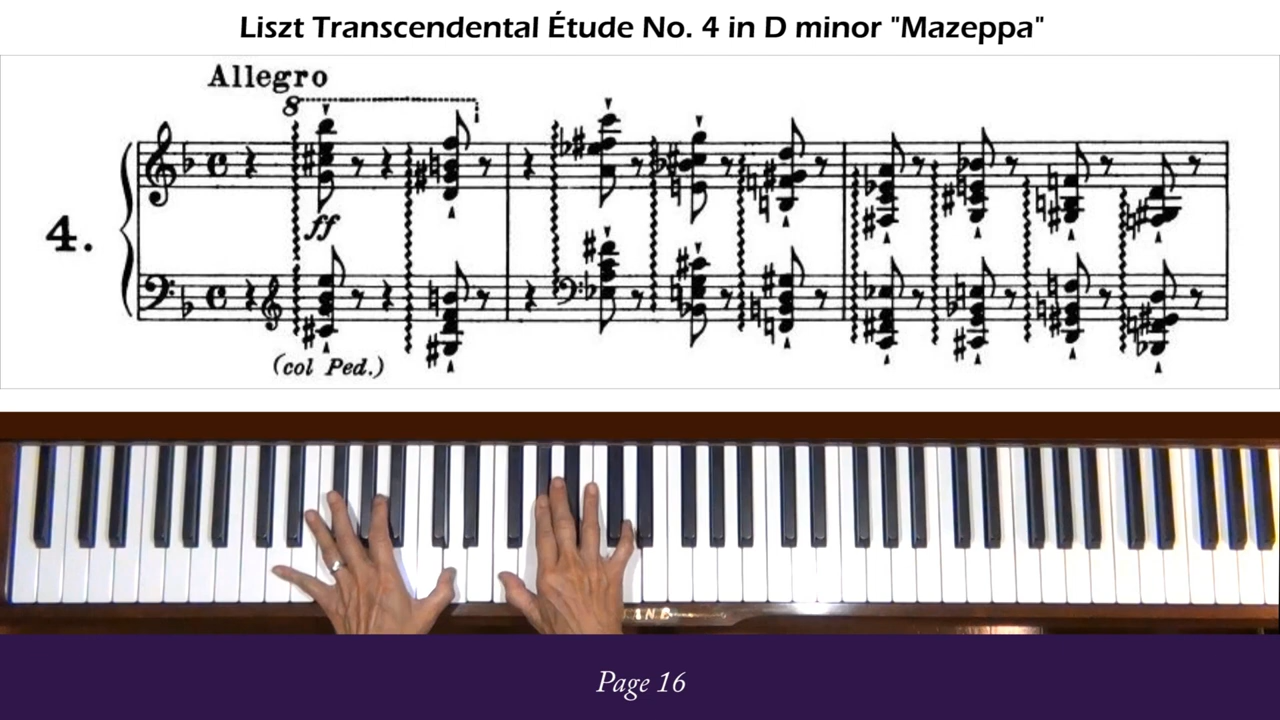 Liszt Transcendental Étude No. 4 in D minor "Mazeppa"
Allegro
8
4.
ff
(col Ped.)
Page 16